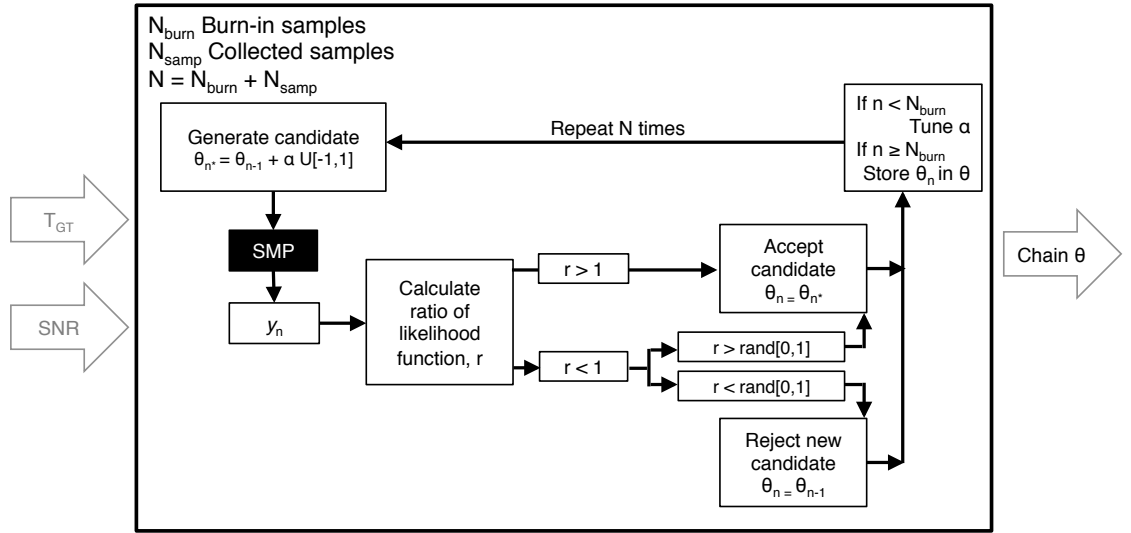 N_burn Burn-in samples
N_samp Collected samples
N = N_burn + N_samp
Generate candidate
θ_n* = θ_n-1 + α U[-1,1]
Repeat N times
If n < N_burn
Tune α
If n ≥ N_burn
Store θ_n in θ
T_GT
SNR
SMP
y_n
Calculate
ratio of
likelihood
function, r
r > 1
r < 1
r > rand[0,1]
r < rand[0,1]
Accept
candidate
θ_n = θ_n*
Reject new
candidate
θ_n = θ_n-1
Chain θ